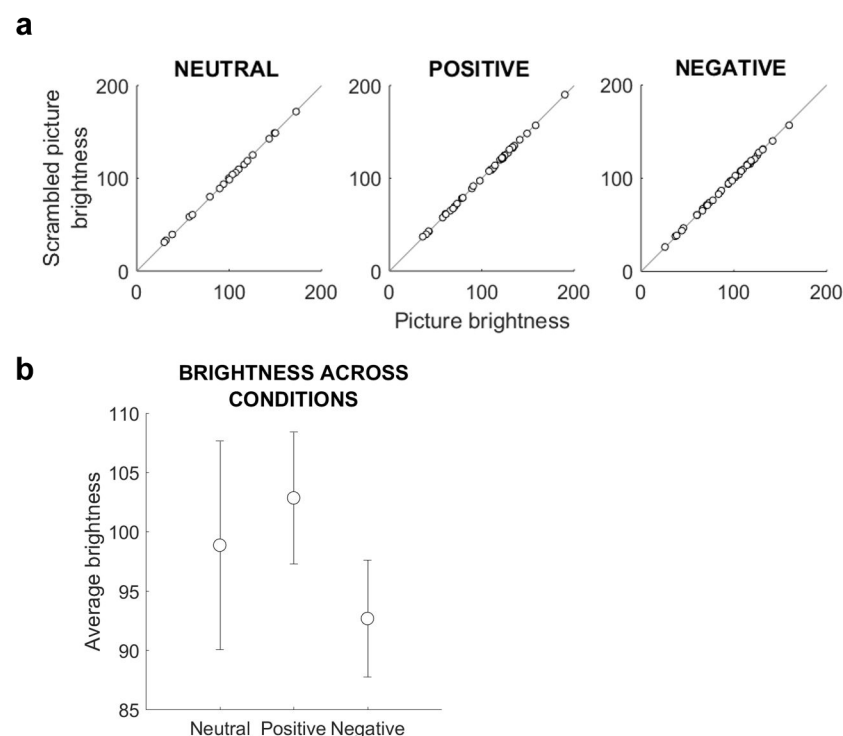 a
NEUTRAL
POSITIVE
NEGATIVE
Scrambled picture
brightness
200
100
0
0
100
200
200
100
0
0
100
200
200
100
0
0
100
200
Picture brightness
b
BRIGHTNESS ACROSS
CONDITIONS
Average brightness
110
105
100
95
90
85
Neutral Positive Negative